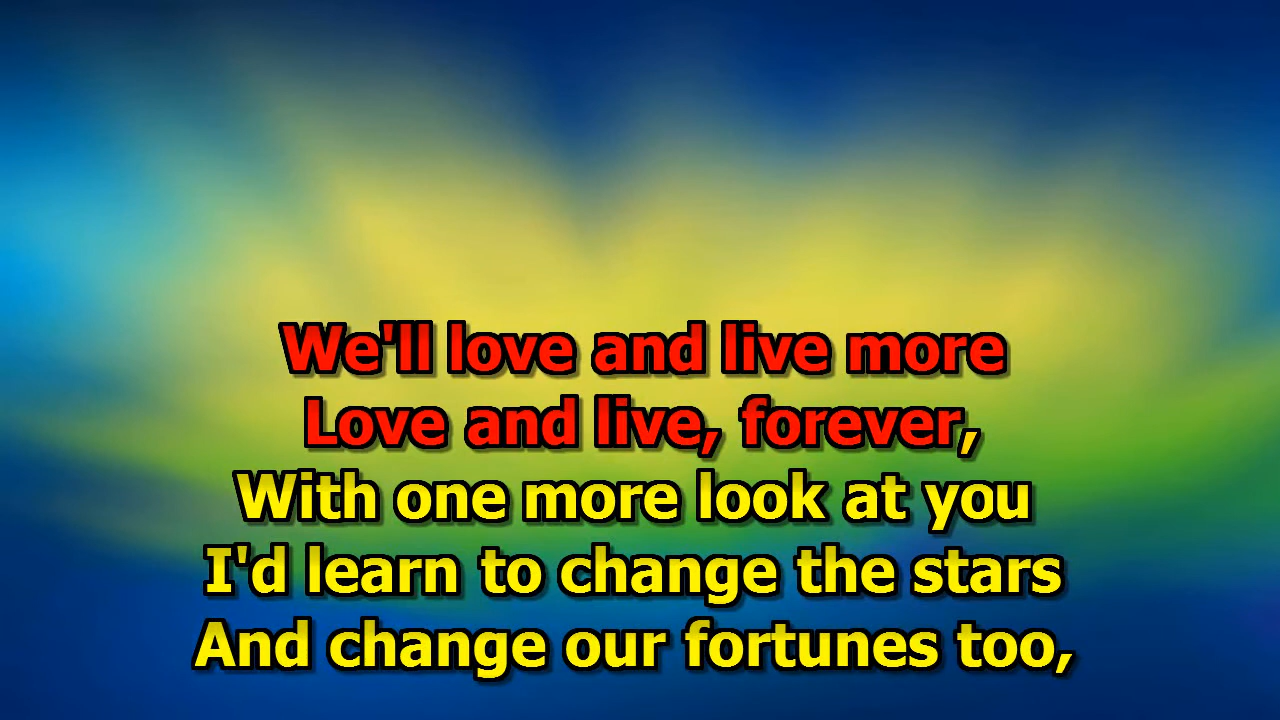 We'll love and live more
Love and live, forever,
With one more look at you
I'd learn to change the stars
And change our fortunes too,